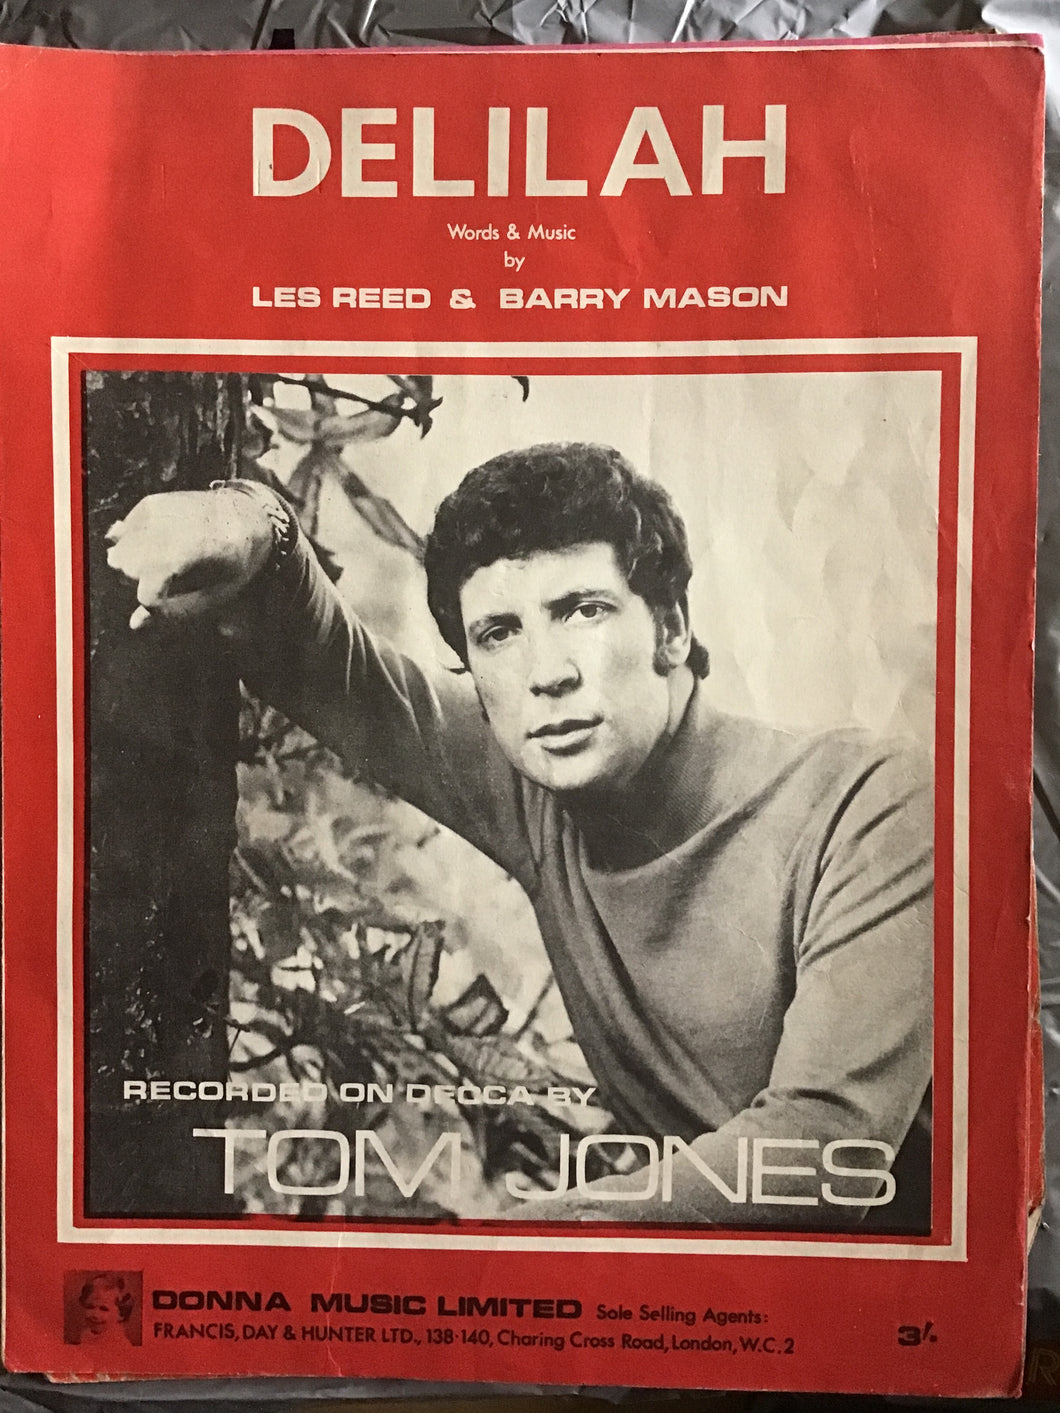 DELILAH
Words & Music
by
LES REED & BARRY MASON
RECORDED ON DECCA BY
TOM JONES
DONNA MUSIC LIMITED Sole Selling Agents:
FRANCIS, DAY & HUNTER LTD., 138-140, Charing Cross Road, London, W.C.2
3/-